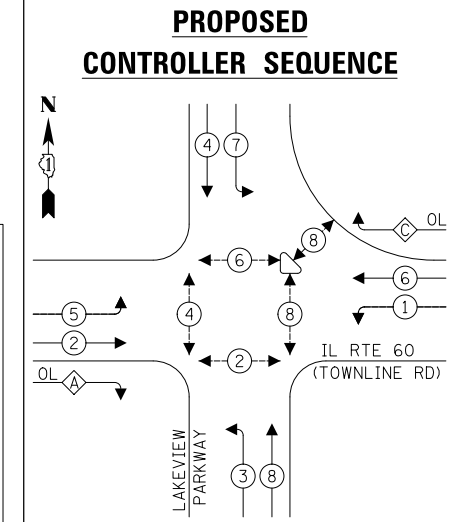 PROPOSED
CONTROLLER SEQUENCE
N
1
4 7
C OL
8
6
6
5
1
4 8
2
2
IL RTE 60
(TOWNLINE RD)
OL A
LAKEVIEW
PARKWAY
3 8